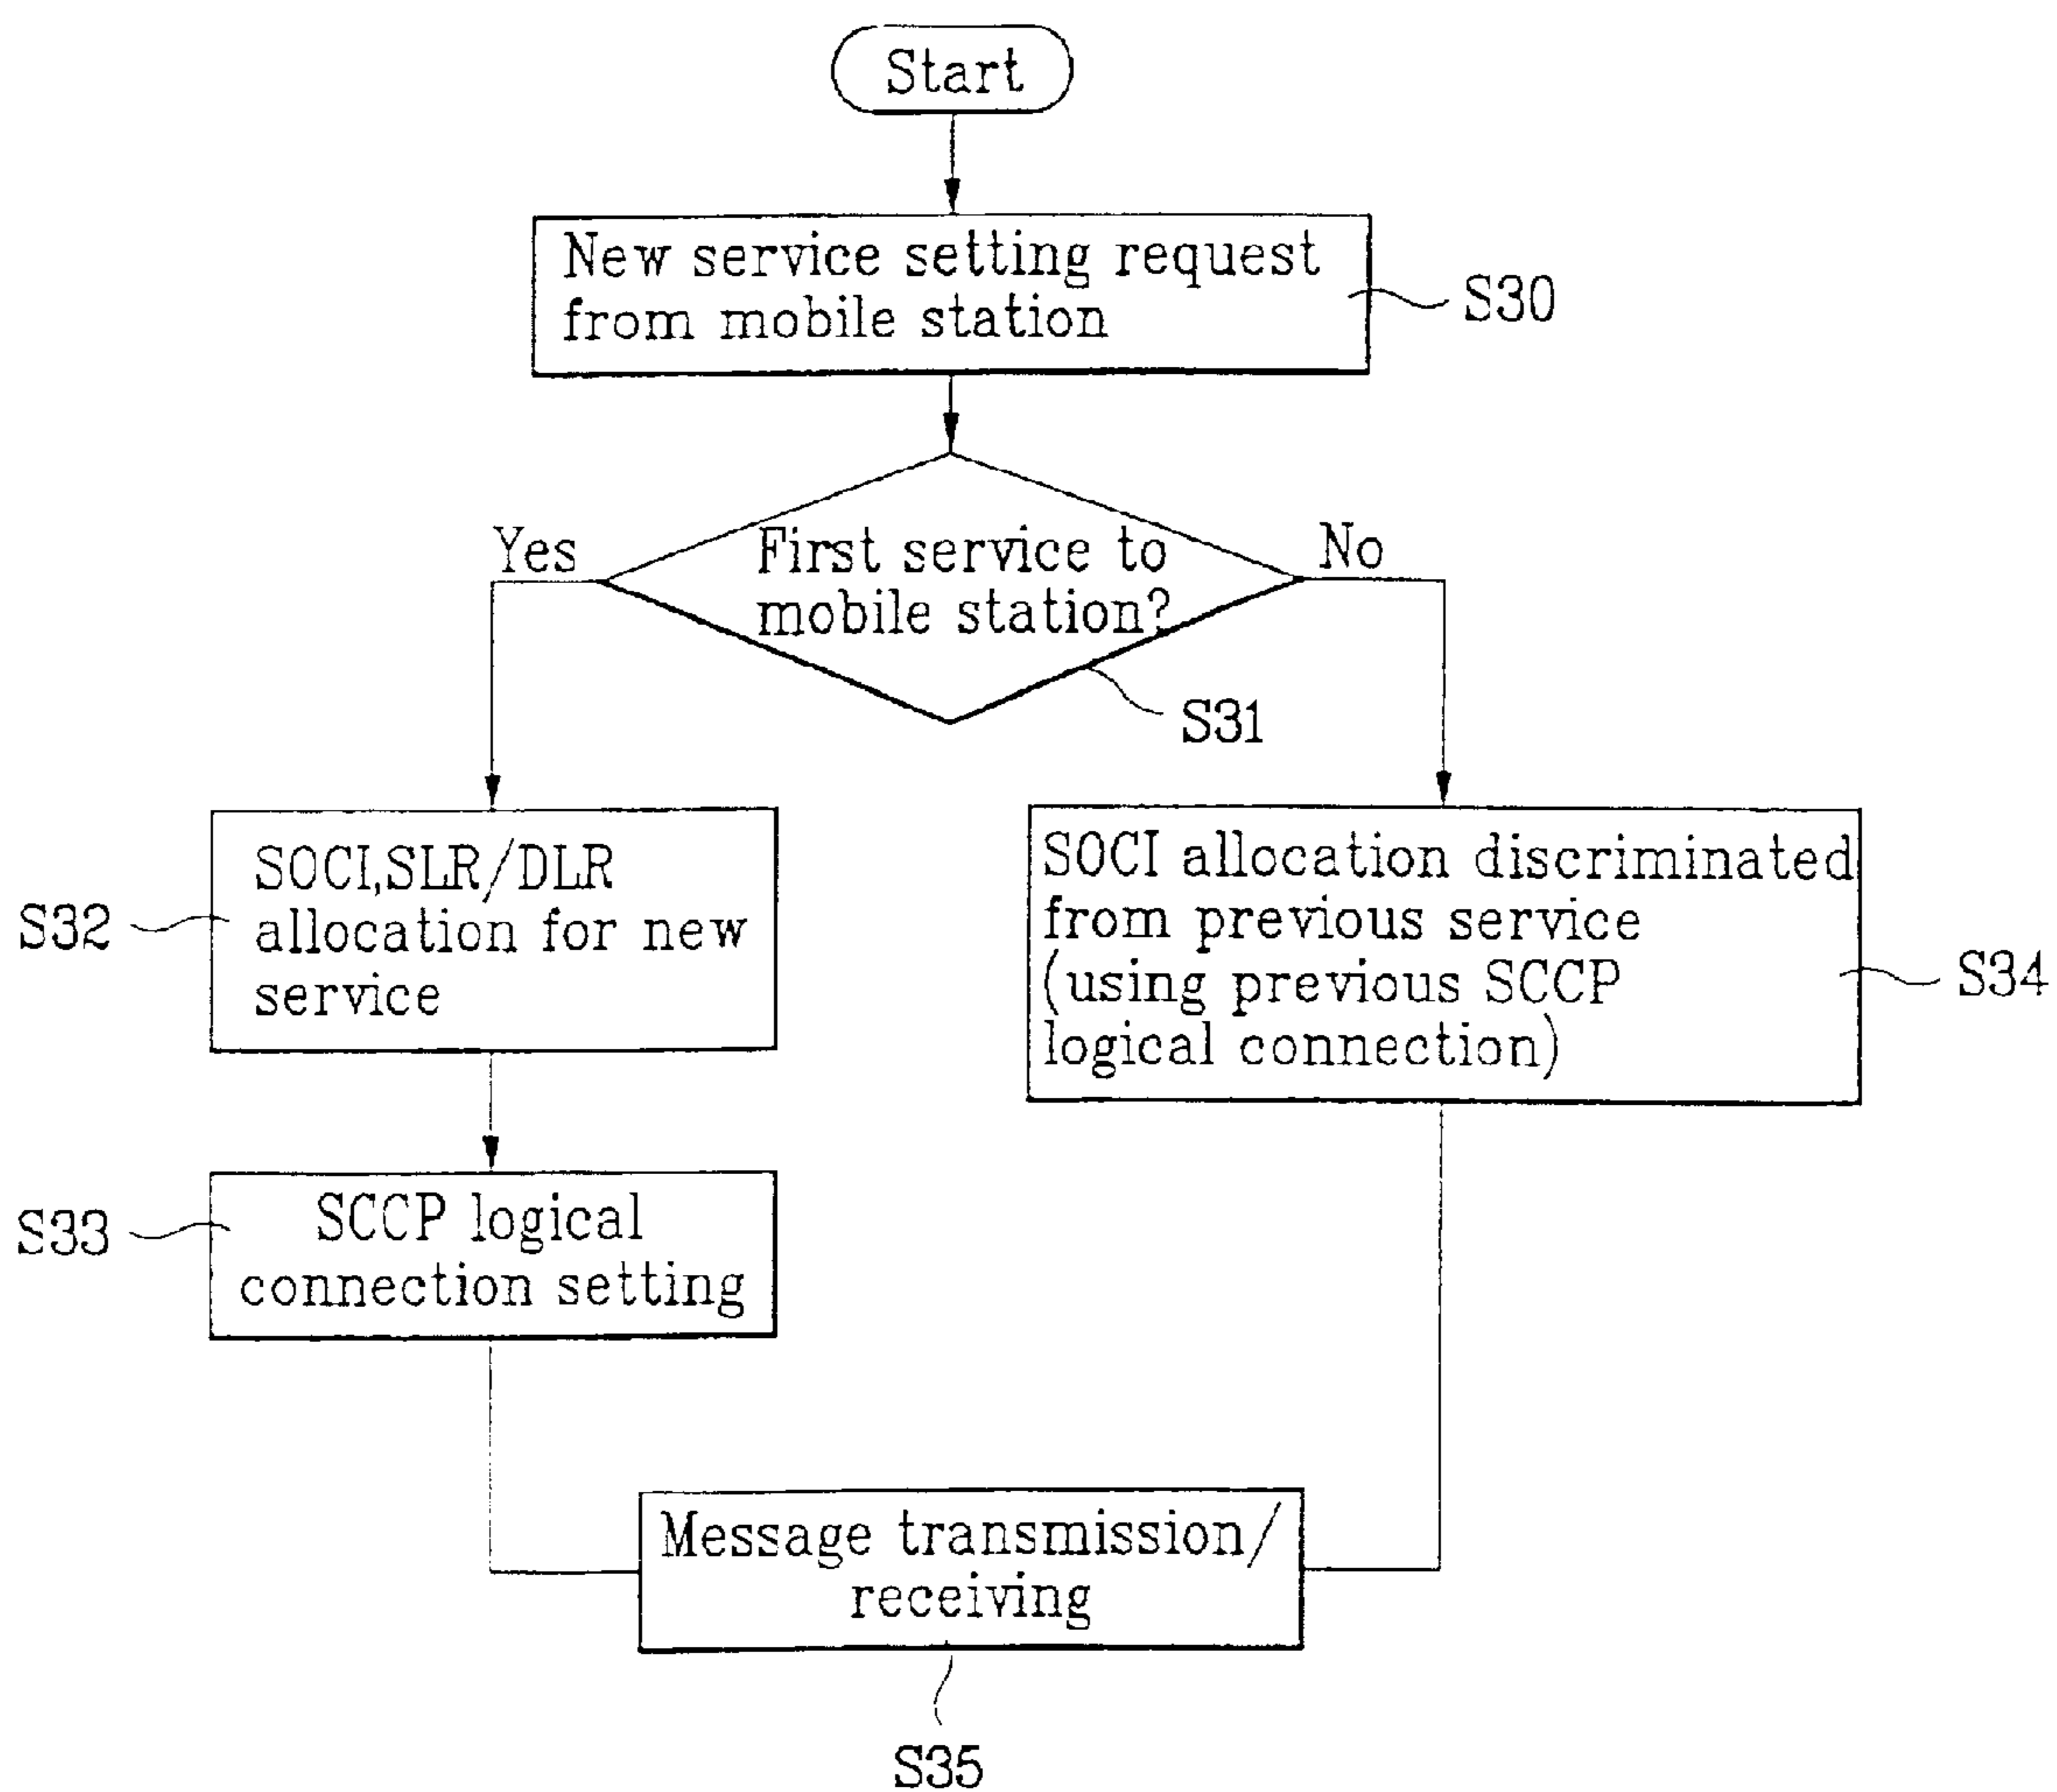 Start
New service setting request
from mobile station
S30
Yes
First service to
mobile station?
No
S31
SOCI,SLR/DLR
allocation for new
service
S32
SOCI allocation discriminated
from previous service
(using previous SCCP
logical connection)
S34
SCCP logical
connection setting
S33
Message transmission/
receiving
S35